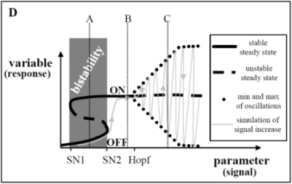 D
A
B
C
variable
(response)
bistability
ON
OFF
SN1
SN2
Hopf
parameter
(signal)
stable
steady state
unstable
steady state
min and max
of oscillations
simulation of
signal increase